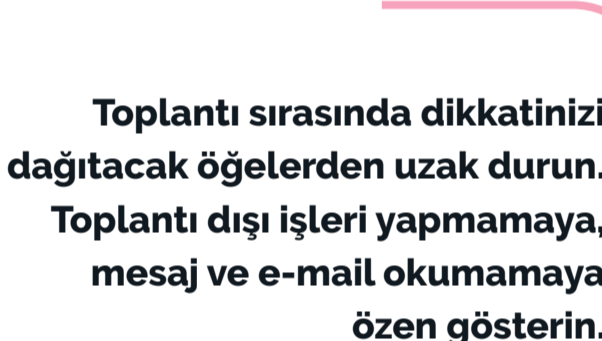 Toplantı sırasında dikkatinizi
dağıtacak öğelerden uzak durun.
Toplantı dışı işleri yapmamaya,
mesaj ve e-mail okumamaya
özen gösterin.